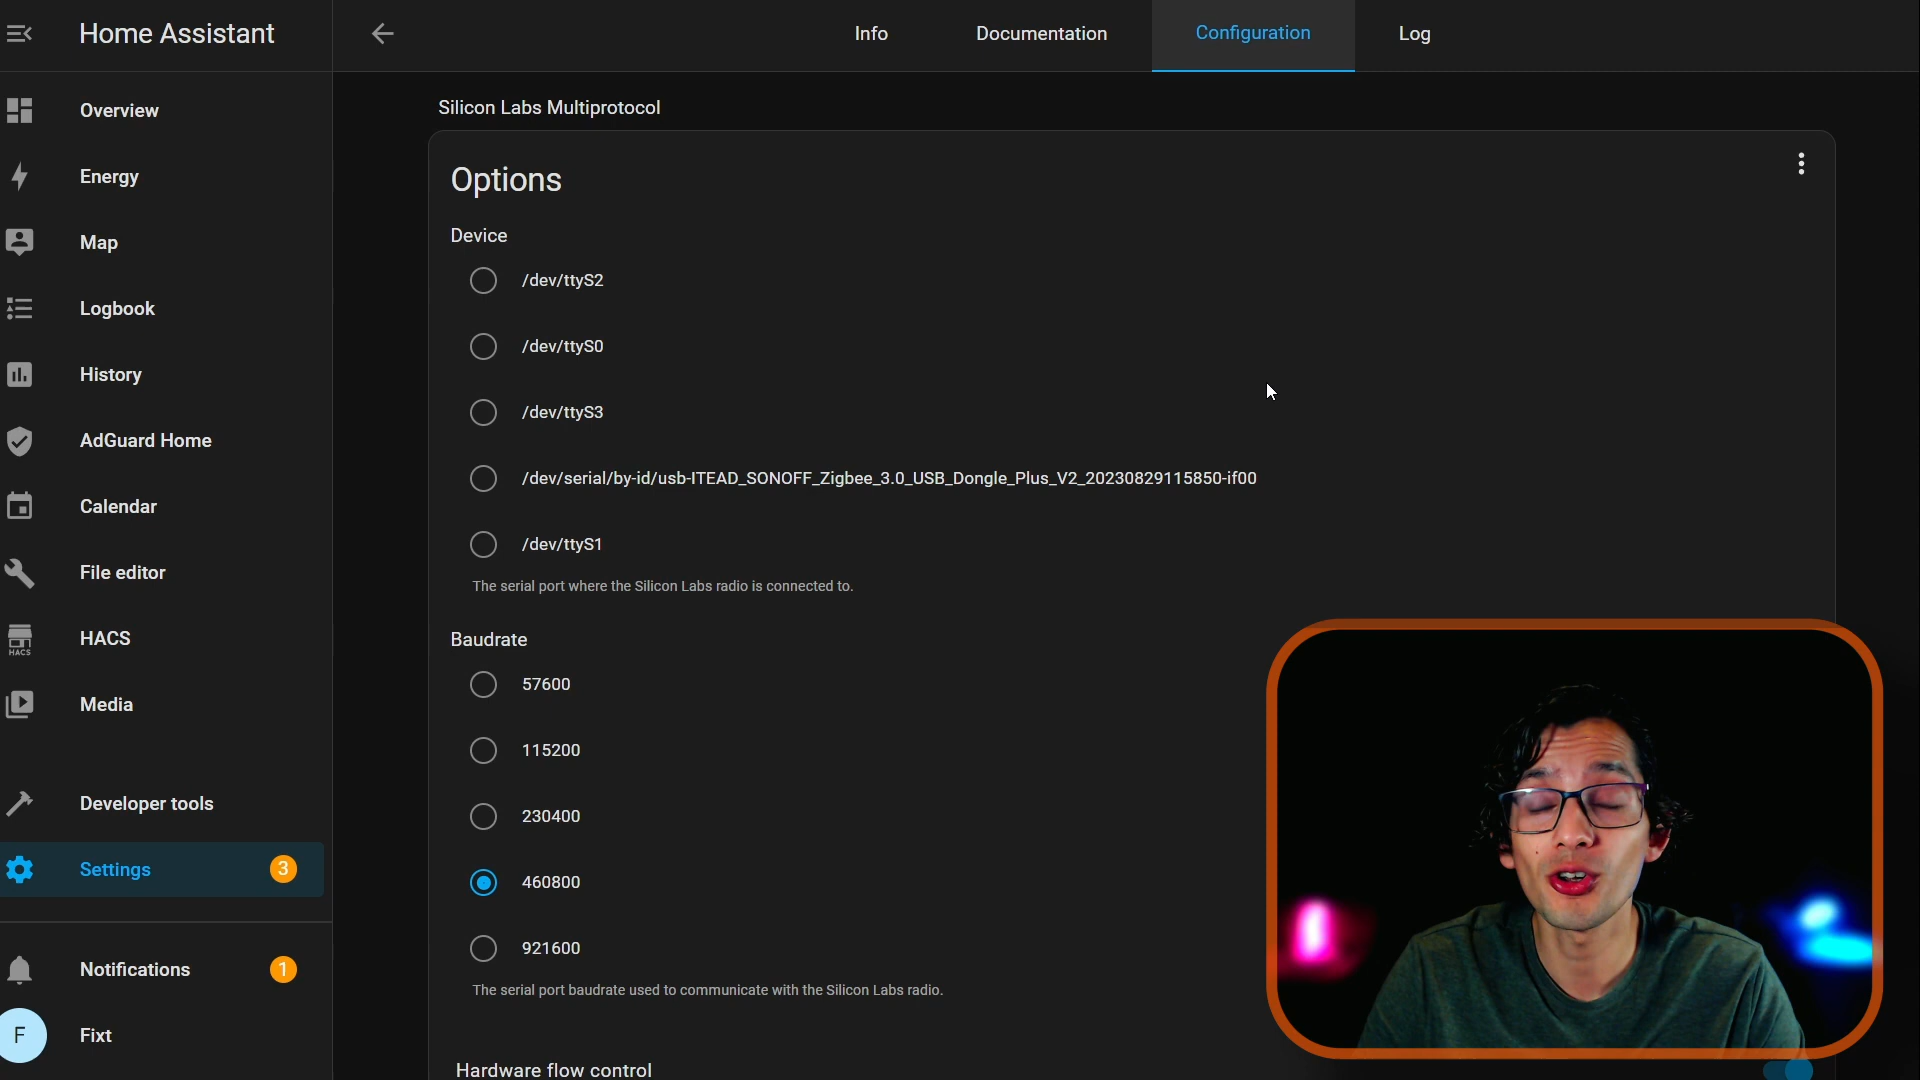 Home Assistant
Info
Documentation
Configuration
Log
Overview
Energy
Map
Logbook
History
AdGuard Home
Calendar
File editor
HACS
HACS
Media
Developer tools
Settings
3
Notifications
1
F
Fixt
Silicon Labs Multiprotocol
Options
Device
/dev/ttyS2
/dev/ttyS0
/dev/ttyS3
/dev/serial/by-id/usb-ITEAD_SONOFF_Zigbee_3.0_USB_Dongle_Plus_V2_20230829115850-if00
/dev/ttyS1
The serial port where the Silicon Labs radio is connected to.
Baudrate
57600
115200
230400
460800
921600
The serial port baudrate used to communicate with the Silicon Labs radio.
Hardware flow control